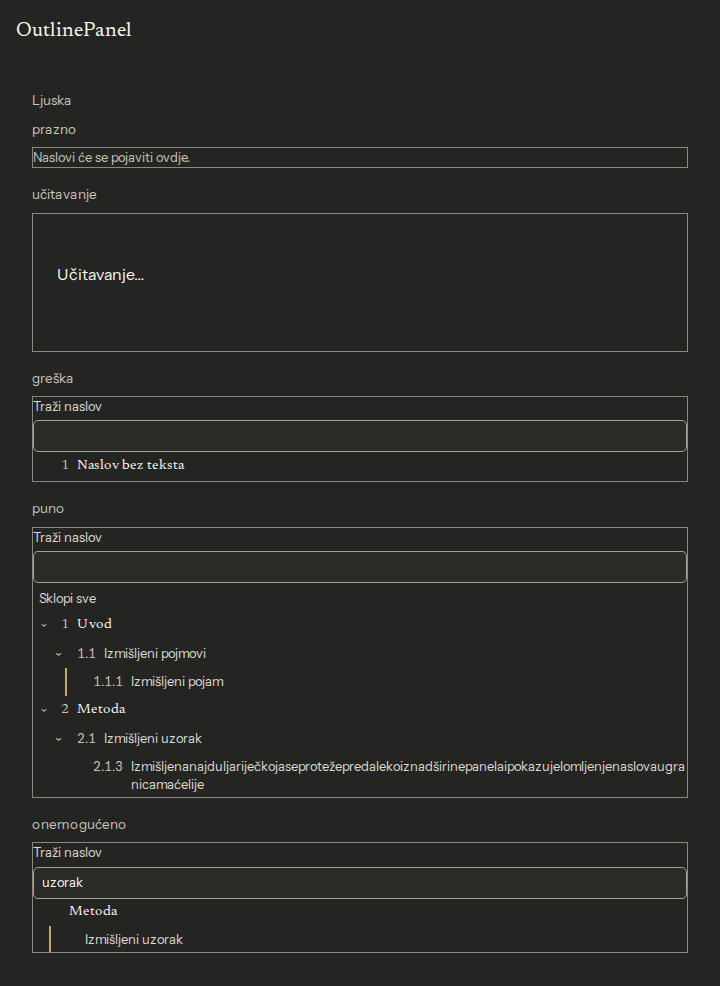 OutlinePanel
Ljuska
prazno
Naslovi će se pojaviti ovdje.
učitavanje
Učitavanje…
greška
Traži naslov
1 Naslov bez teksta
puno
Traži naslov
Sklopi sve
1 Uvod
1.1 Izmišljeni pojmovi
1.1.1 Izmišljeni pojam
2 Metoda
2.1 Izmišljeni uzorak
2.1.3 Izmišljenanajduljariječkojaseprotežepredalekoiznadširinepanelaipokazujelomljenjenaslovaugra
nicamaćelije
onemogućeno
Traži naslov
uzorak
Metoda
Izmišljeni uzorak